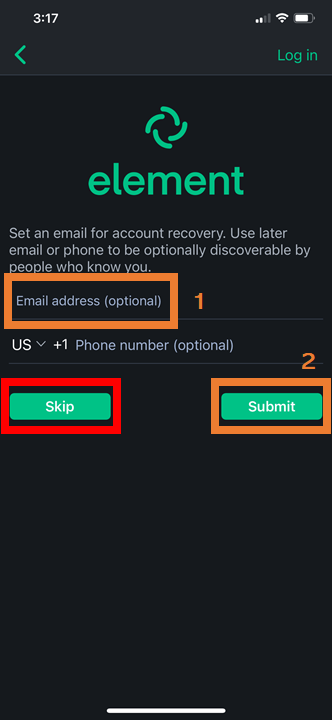 3:17
Log in
element
Set an email for account recovery. Use later
email or phone to be optionally discoverable by
people who know you.
Email address (optional) 1
US +1 Phone number (optional)
2
Skip Submit